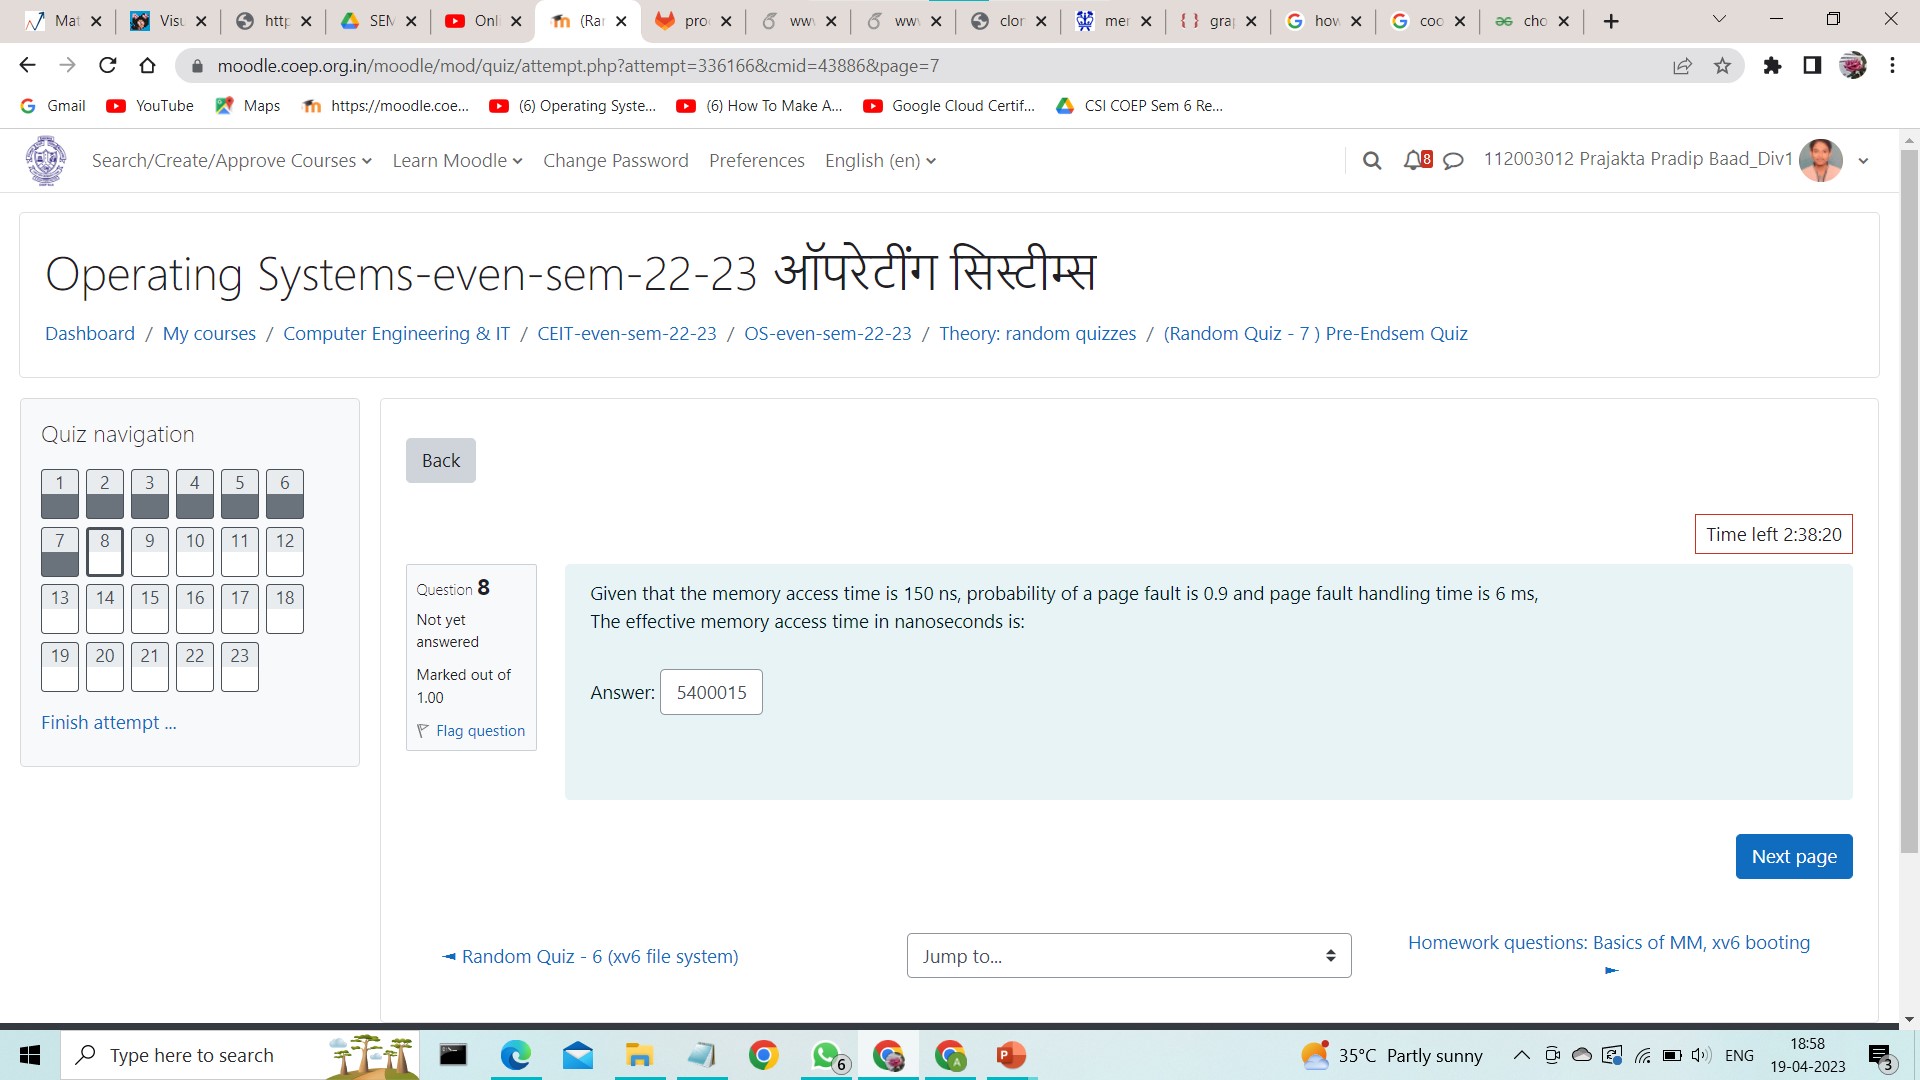 Mat
Visu
http
SEM
Onli
(Rar
pro
www
www
clor
mer
grap
how
coo
cho
moodle.coep.org.in/moodle/mod/quiz/attempt.php?attempt=336166&cmid=43886&page=7
Gmail
YouTube
Maps
https://moodle.coe...
(6) Operating Syste...
(6) How To Make A...
Google Cloud Certif...
CSI COEP Sem 6 Re...
Search/Create/Approve Courses
Learn Moodle
Change Password
Preferences
English (en)
8
112003012 Prajakta Pradip Baad_Div1
Operating Systems-even-sem-22-23 ऑपरेटींग सिस्टीम्स
Dashboard / My courses / Computer Engineering & IT / CEIT-even-sem-22-23 / OS-even-sem-22-23 / Theory: random quizzes / (Random Quiz - 7 ) Pre-Endsem Quiz
Quiz navigation
1 2 3 4 5 6
7 8 9 10 11 12
13 14 15 16 17 18
19 20 21 22 23
Finish attempt ...
Back
Time left 2:38:20
Question 8
Not yet
answered
Marked out of
1.00
Flag question
Given that the memory access time is 150 ns, probability of a page fault is 0.9 and page fault handling time is 6 ms,
The effective memory access time in nanoseconds is:
Answer: 5400015
Next page
◄ Random Quiz - 6 (xv6 file system)
Jump to...
Homework questions: Basics of MM, xv6 booting
►
Type here to search
6
35°C Partly sunny
ENG
18:58
19-04-2023
3